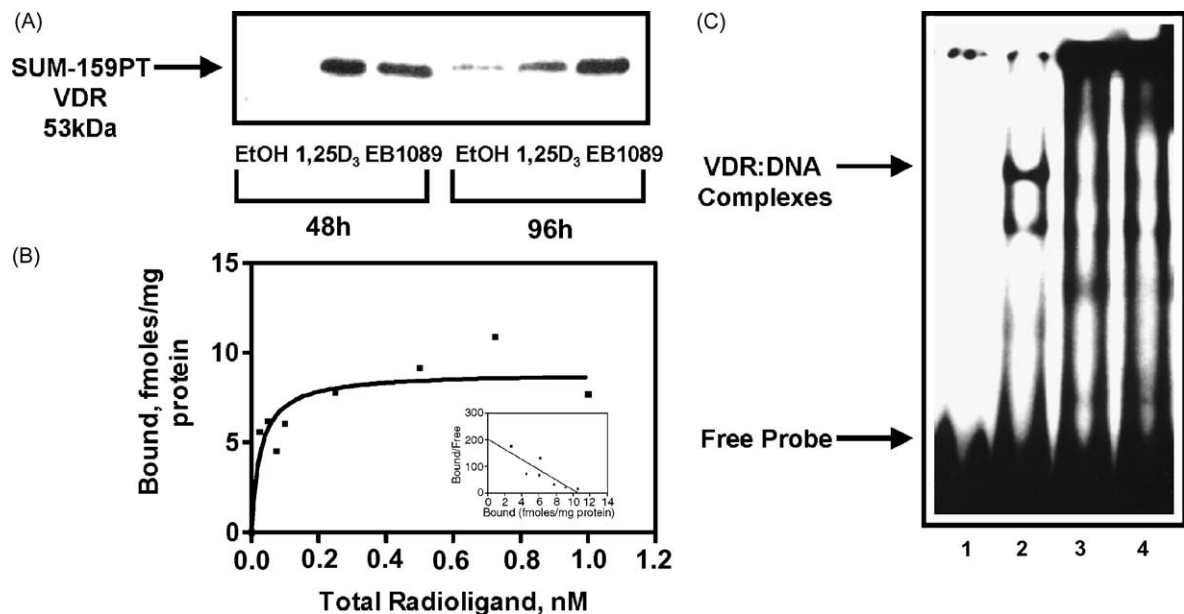 (A)
SUM-159PT
VDR
53kDa
EtOH 1,25D3 EB1089 EtOH 1,25D3 EB1089
48h 96h
(B)
15
10
5
0
Bound, fmoles/mg
protein
0.0 0.2 0.4 0.6 0.8 1.0 1.2
Total Radioligand, nM
300
200
100
0
Bound/Free
0 2 4 6 8 10 12 14
Bound (fmoles/mg protein)
(C)
VDR:DNA
Complexes
Free Probe
1 2 3 4